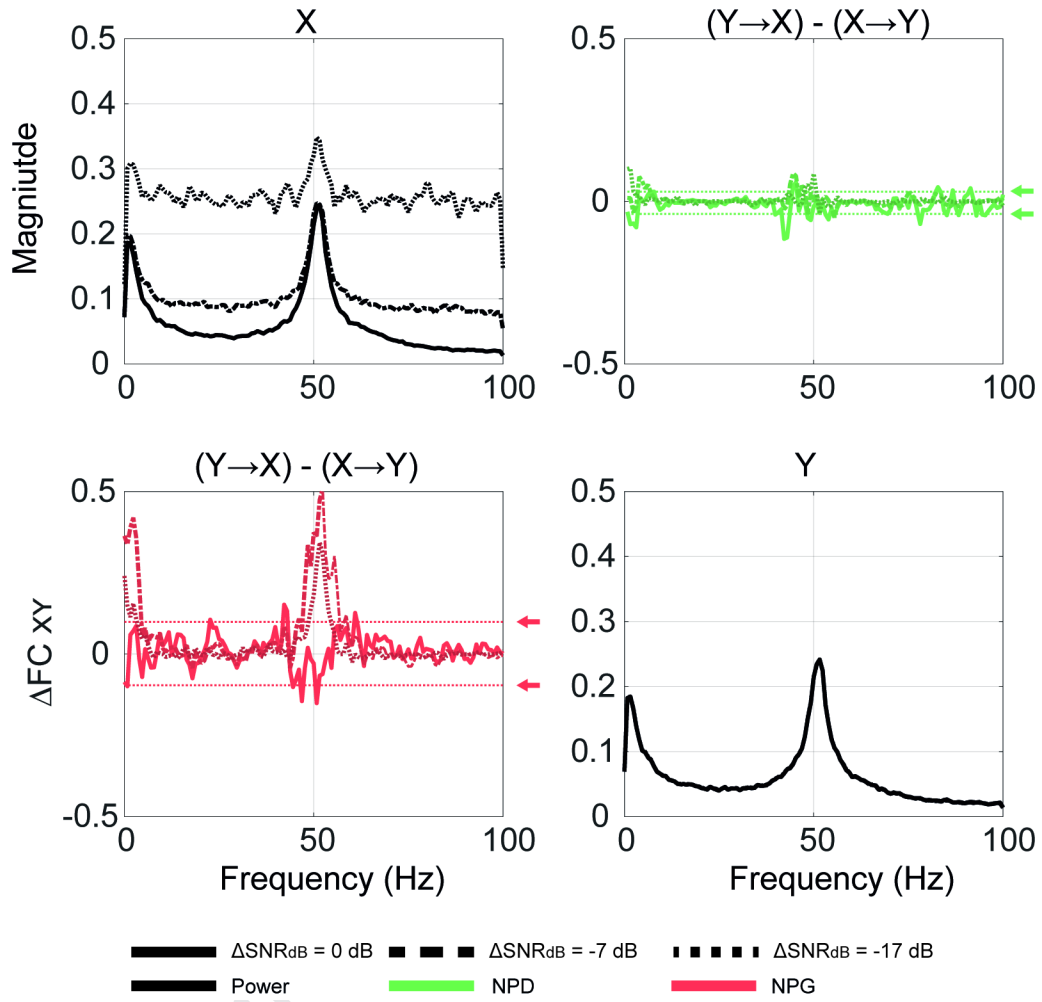 X
0.5
0.4
0.3
0.2
0.1
0
0 50 100
Magniutde
(Y→X) - (X→Y)
0.5
0
-0.5
0 50 100
(Y→X) - (X→Y)
0.5
0
-0.5
0 50 100
ΔFC XY
Frequency (Hz)
Y
0.5
0.4
0.3
0.2
0.1
0
0 50 100
Frequency (Hz)
ΔSNRdB = 0 dB ΔSNRdB = -7 dB ΔSNRdB = -17 dB
Power NPD NPG